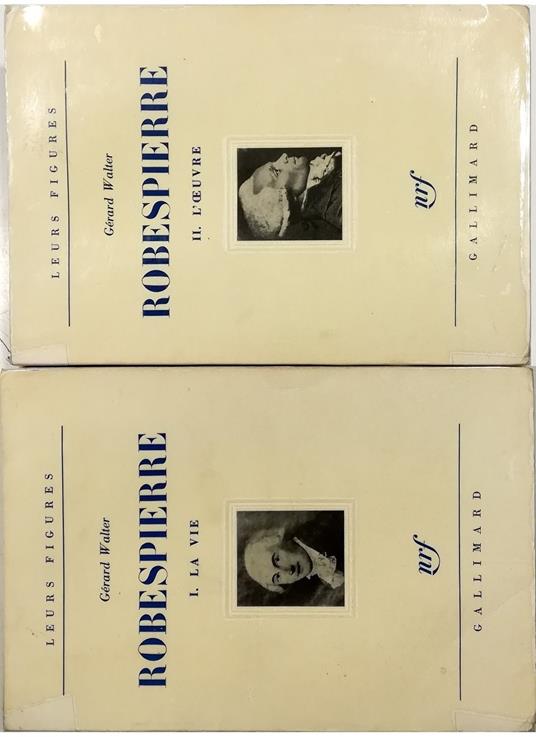 LEURS FIGURES
Gérard Walter
ROBESPIERRE
II. L'ŒUVRE
nrf
GALLIMARD
LEURS FIGURES
Gérard Walter
ROBESPIERRE
I. LA VIE
nrf
GALLIMARD